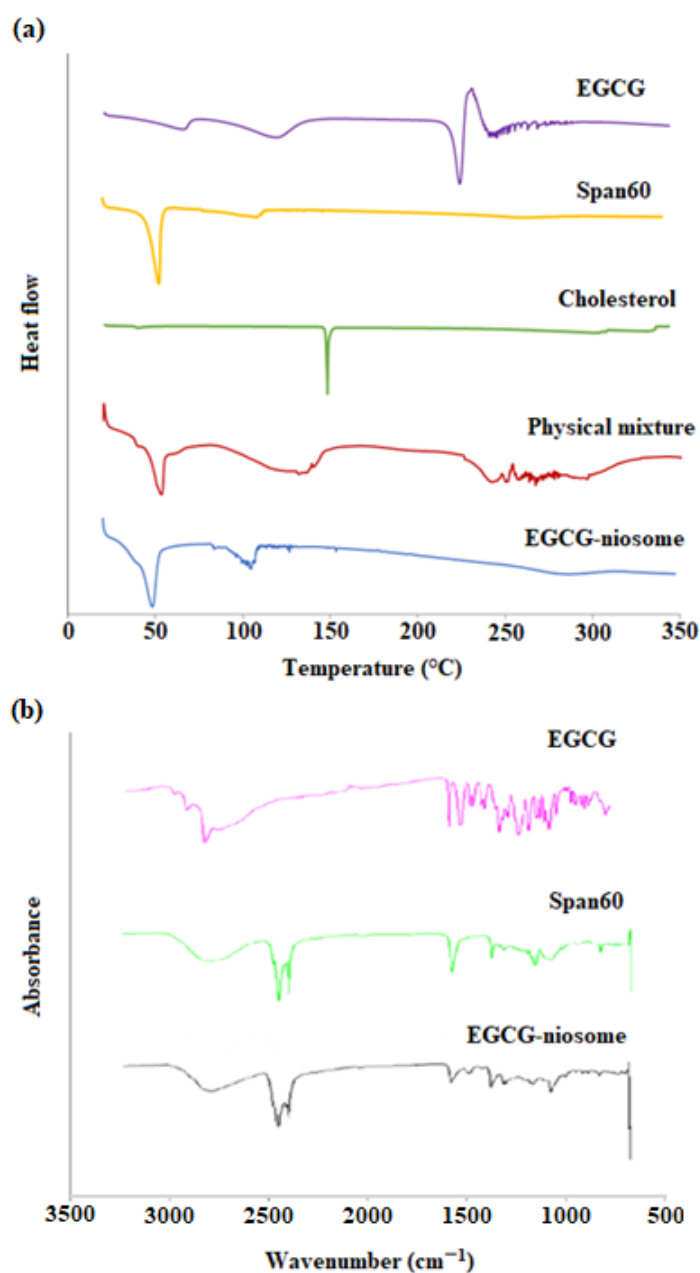 (a)
EGCG
Span60
Cholesterol
Physical mixture
EGCG-niosome
Heat flow
0 50 100 150 200 250 300 350
Temperature (°C)
(b)
EGCG
Span60
EGCG-niosome
Absorbance
3500 3000 2500 2000 1500 1000 500
Wavenumber (cm⁻¹)